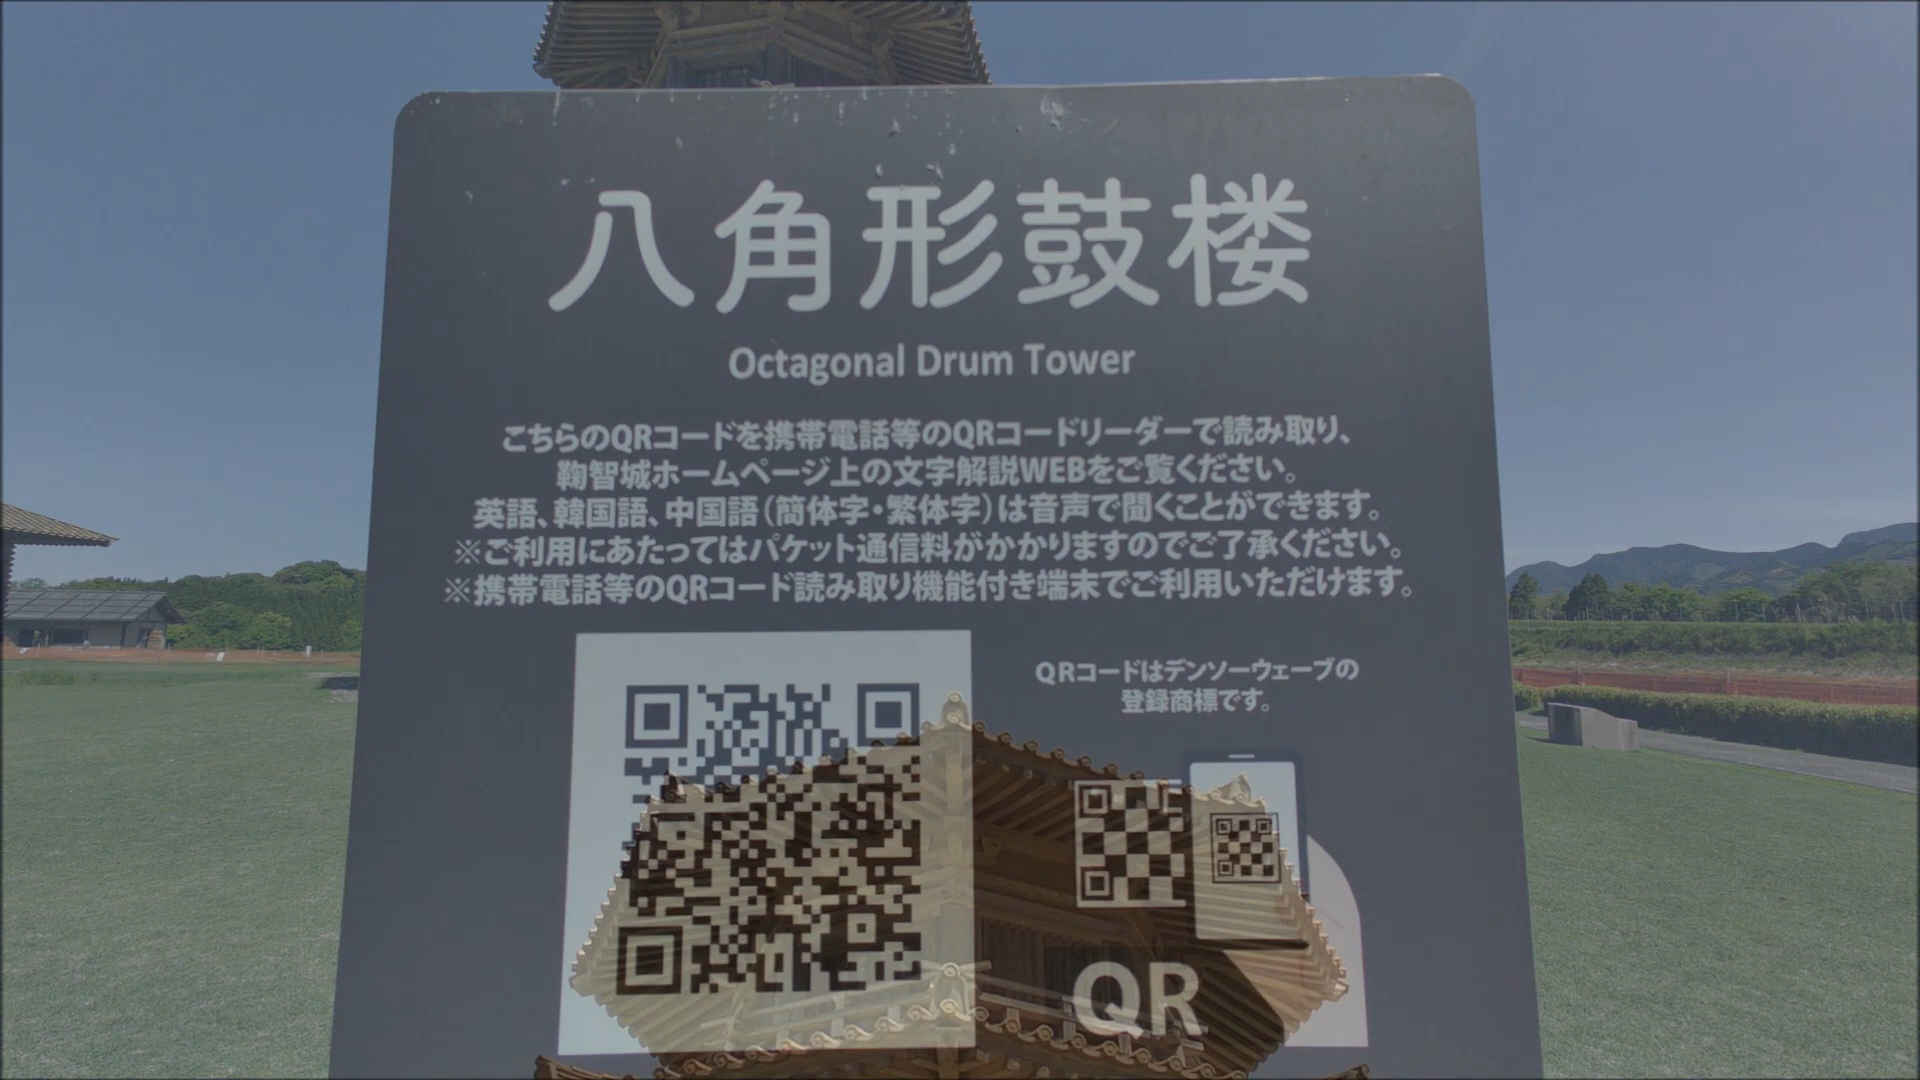 八角形鼓楼
Octagonal Drum Tower
こちらのQRコードを携帯電話等のQRコードリーダーで読み取り、
鞠智城ホームページ上の文字解説WEBをご覧ください。
英語、韓国語、中国語(簡体字・繁体字)は音声で聞くことができます。
※ご利用にあたってはパケット通信料がかかりますのでご了承ください。
※携帯電話等のQRコード読み取り機能付き端末でご利用いただけます。
QRコードはデンソーウェーブの
登録商標です。
QR